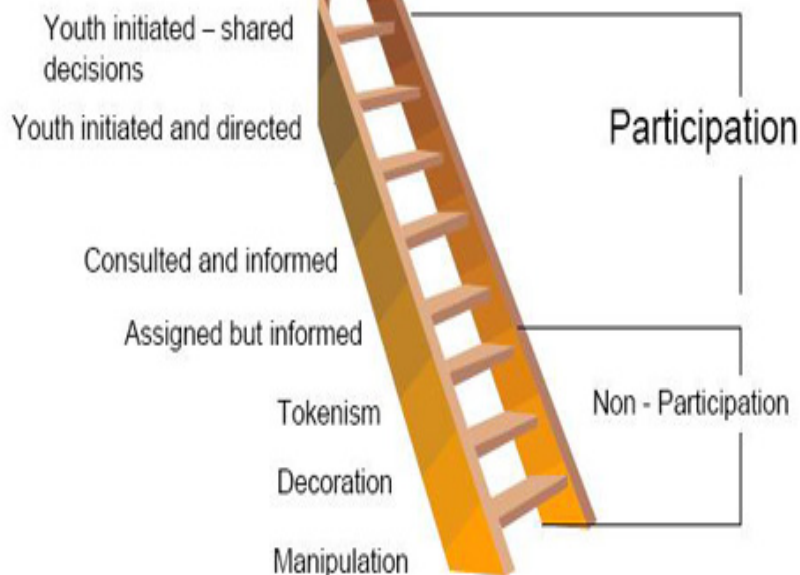 Youth initiated – shared
decisions
Youth initiated and directed
Participation
Consulted and informed
Assigned but informed
Tokenism
Non - Participation
Decoration
Manipulation